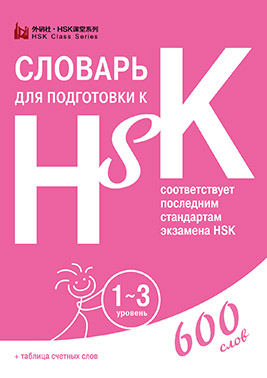 外研社·HSK课堂系列
HSK Class Series
СЛОВАРЬ
ДЛЯ ПОДГОТОВКИ К
HSK
соответствует
последним
стандартам
экзамена HSK
1~3
уровень
600
слов
+ таблица счетных слов